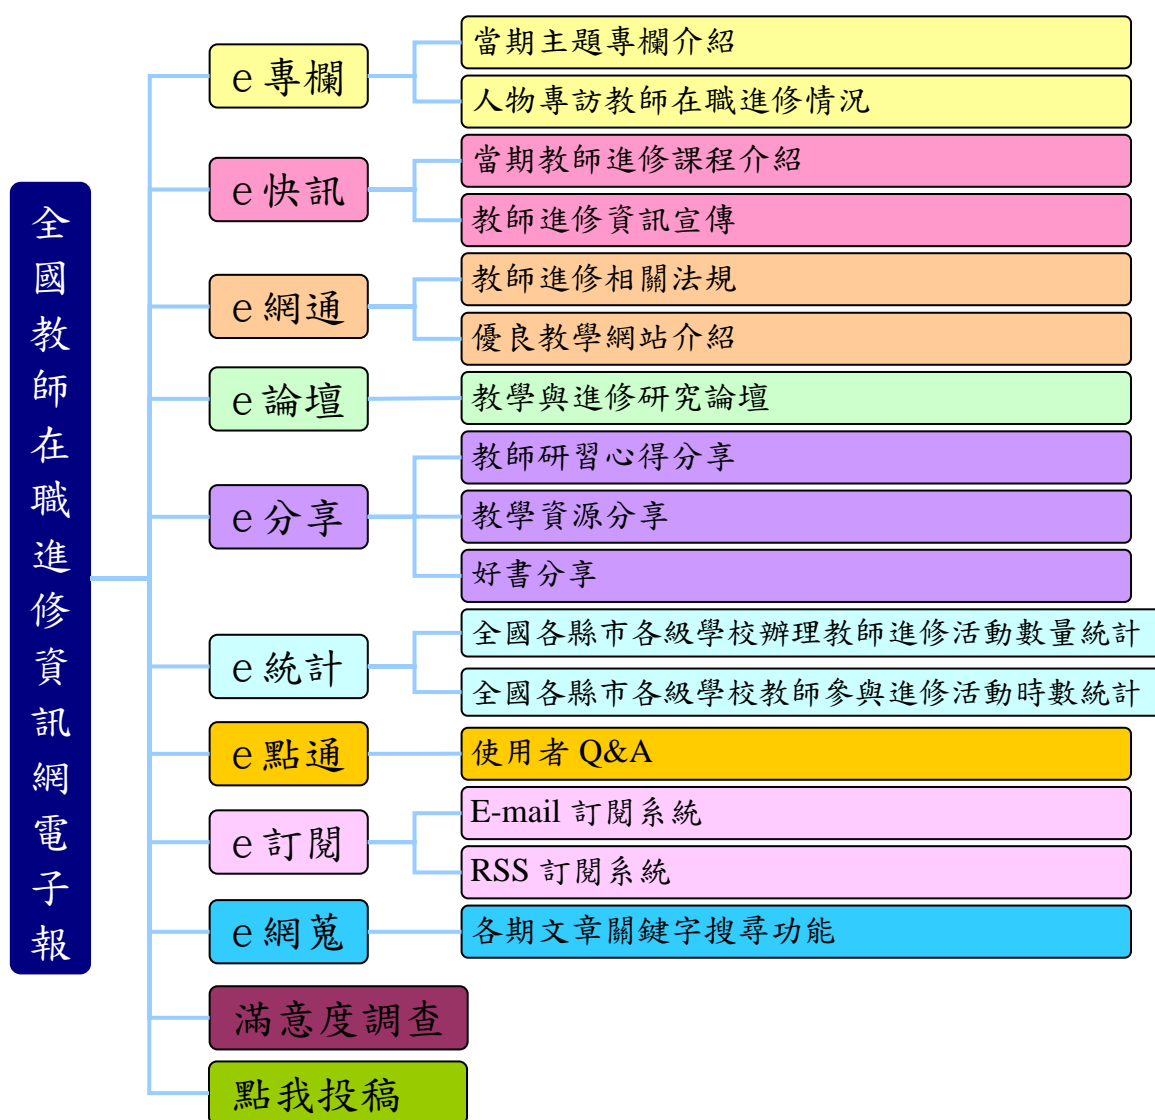 全國教師在職進修資訊網電子報
e專欄
當期主題專欄介紹
人物專訪教師在職進修情況
e快訊
當期教師進修課程介紹
教師進修資訊宣傳
e網通
教師進修相關法規
優良教學網站介紹
e論壇
教學與進修研究論壇
e分享
教師研習心得分享
教學資源分享
好書分享
e統計
全國各縣市各級學校辦理教師進修活動數量統計
全國各縣市各級學校教師參與進修活動時數統計
e點通
使用者 Q&A
e訂閱
E-mail 訂閱系統
RSS 訂閱系統
e網蒐
各期文章關鍵字搜尋功能
滿意度調查
點我投稿